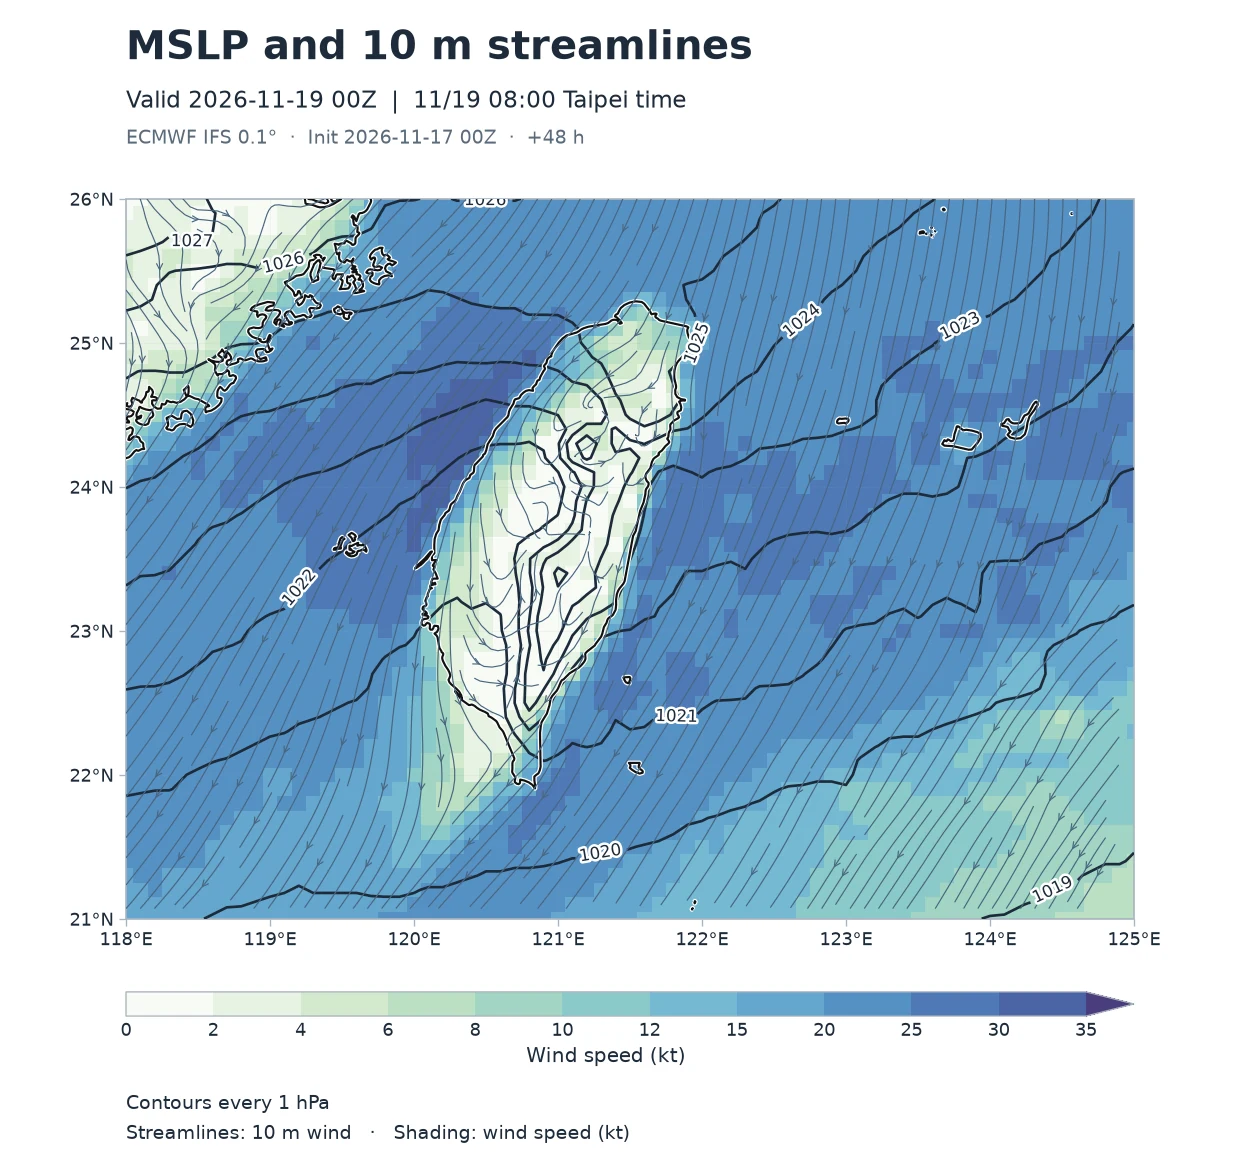 MSLP and 10 m streamlines
Valid 2026-11-19 00Z | 11/19 08:00 Taipei time
ECMWF IFS 0.1° · Init 2026-11-17 00Z · +48 h
26°N
1026
1027
1026
25°N
1025
1024
1023
24°N
1022
23°N
1021
22°N
1020
1019
21°N
118°E 119°E 120°E 121°E 122°E 123°E 124°E 125°E
0 2 4 6 8 10 12 15 20 25 30 35
Wind speed (kt)
Contours every 1 hPa
Streamlines: 10 m wind · Shading: wind speed (kt)